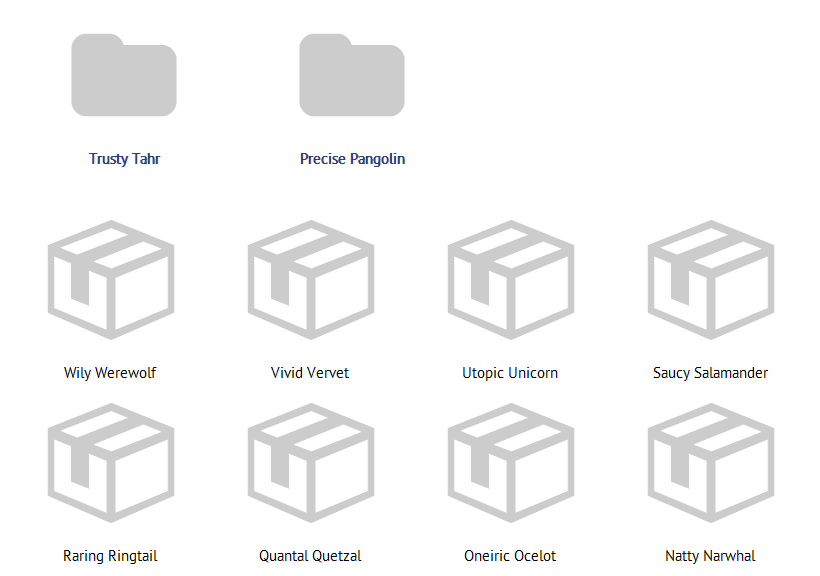 Trusty Tahr
Precise Pangolin
Wily Werewolf
Vivid Vervet
Utopic Unicorn
Saucy Salamander
Raring Ringtail
Quantal Quetzal
Oneiric Ocelot
Natty Narwhal